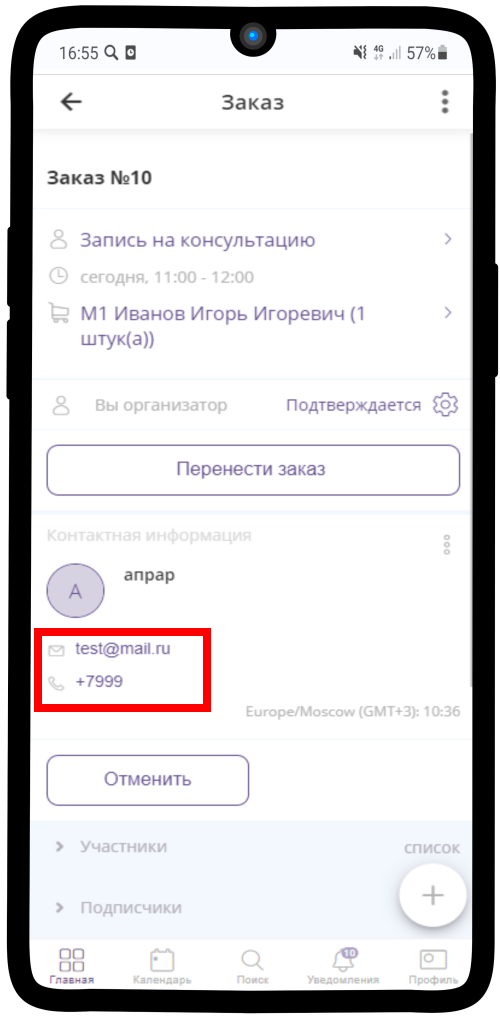 16:55 4G 57%
Заказ
Заказ №10
Запись на консультацию
сегодня, 11:00 - 12:00
М1 Иванов Игорь Игоревич (1
штук(а))
Вы организатор Подтверждается
Перенести заказ
Контактная информация
А апрар
test@mail.ru
+7999
Europe/Moscow (GMT+3): 10:36
Отменить
Участники список
Подписчики
10
Главная Календарь Поиск Уведомления Профиль